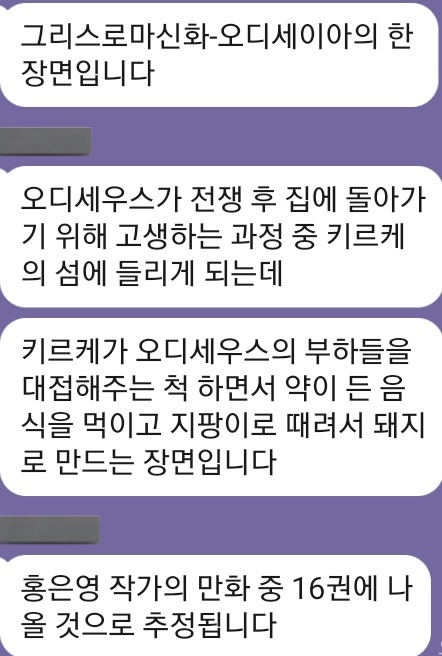 그리스로마신화-오디세이아의 한
장면입니다
오디세우스가 전쟁 후 집에 돌아가
기 위해 고생하는 과정 중 키르케
의 섬에 들리게 되는데
키르케가 오디세우스의 부하들을
대접해주는 척 하면서 약이 든 음
식을 먹이고 지팡이로 때려서 돼지
로 만드는 장면입니다
홍은영 작가의 만화 중 16권에 나
올 것으로 추정됩니다